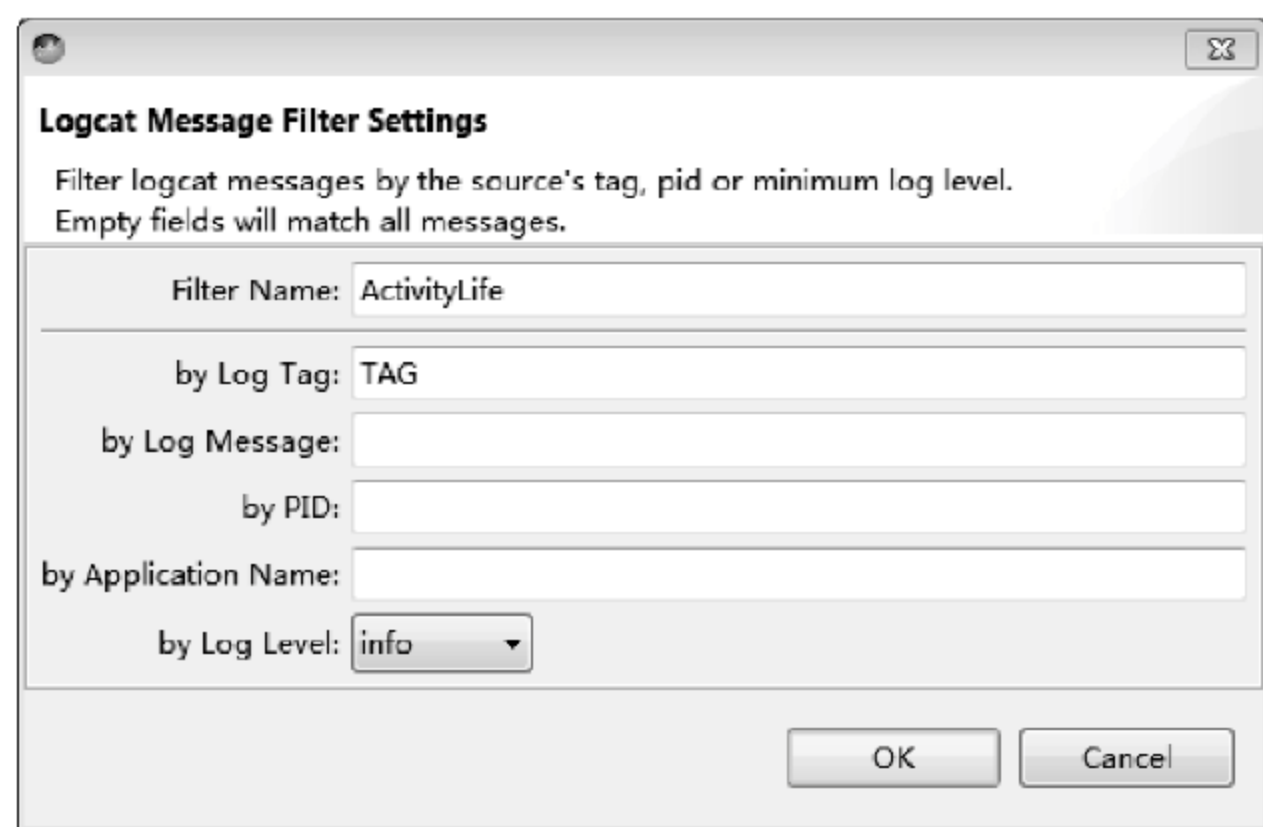 Logcat Message Filter Settings
Filter logcat messages by the source's tag, pid or minimum log level.
Empty fields will match all messages.
Filter Name: ActivityLife
by Log Tag: TAG
by Log Message:
by PID:
by Application Name:
by Log Level: info
OK Cancel